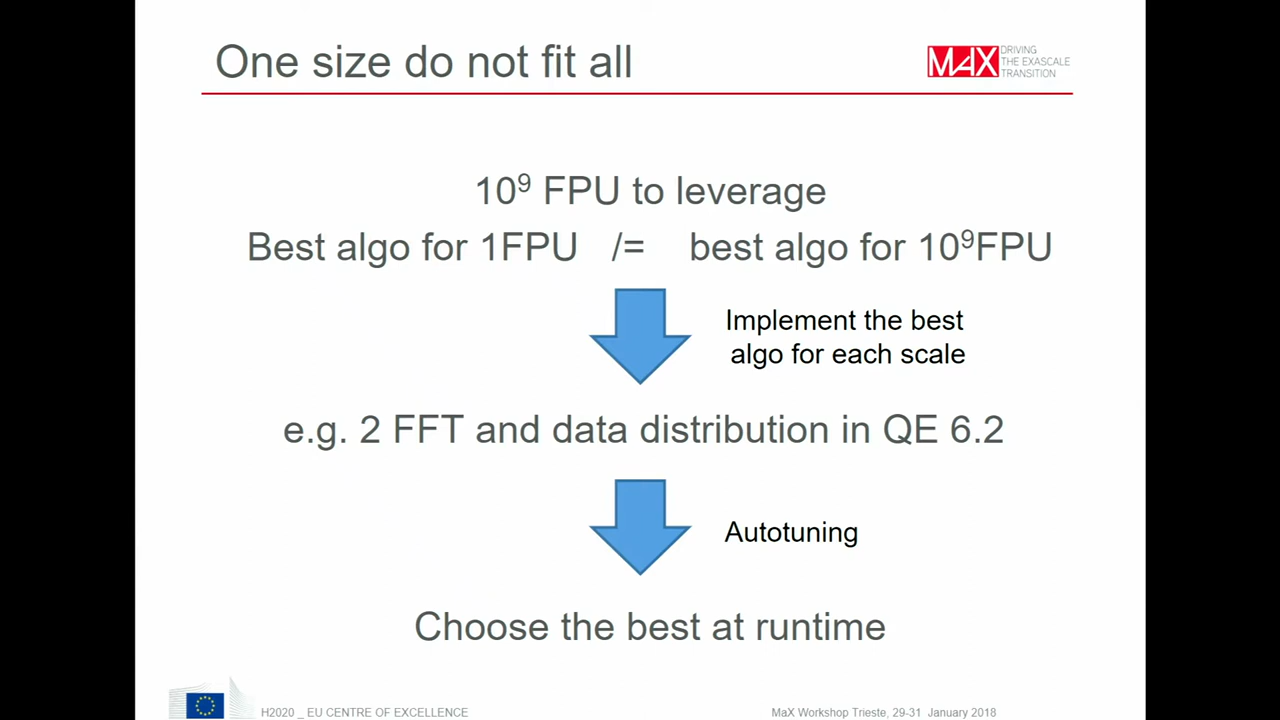 One size do not fit all
MAX DRIVING
THE EXASCALE
TRANSITION
10⁹ FPU to leverage
Best algo for 1FPU /= best algo for 10⁹FPU
Implement the best
algo for each scale
e.g. 2 FFT and data distribution in QE 6.2
Autotuning
Choose the best at runtime
H2020 _ EU CENTRE OF EXCELLENCE
MaX Workshop Trieste, 29-31 January 2018